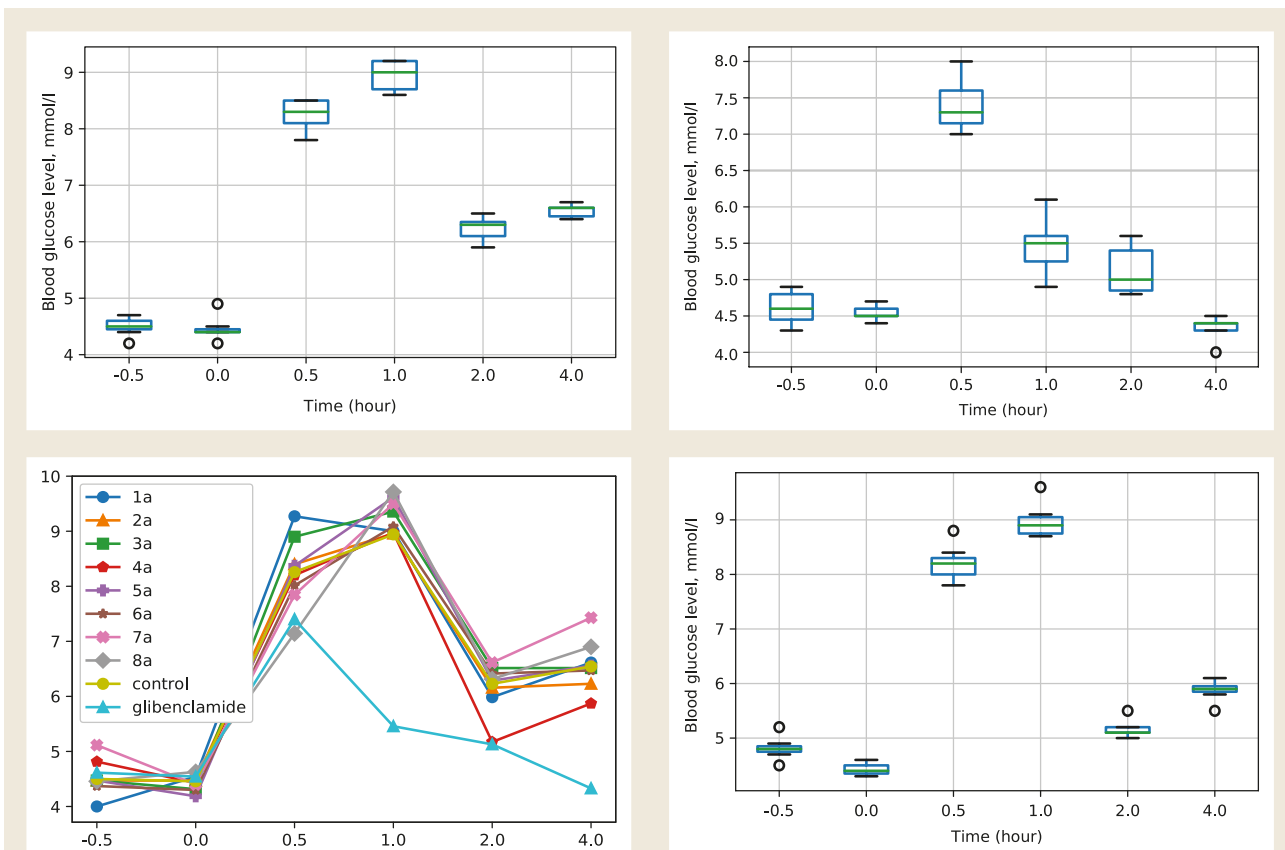 Blood glucose level, mmol/l
9
8
7
6
5
4
-0.5 0.0 0.5 1.0 2.0 4.0
Time (hour)
Blood glucose level, mmol/l
8.0
7.5
7.0
6.5
6.0
5.5
5.0
4.5
4.0
-0.5 0.0 0.5 1.0 2.0 4.0
Time (hour)
10
9
8
7
6
5
4
1a
2a
3a
4a
5a
6a
7a
8a
control
glibenclamide
-0.5 0.0 0.5 1.0 2.0 4.0
Blood glucose level, mmol/l
9
8
7
6
5
-0.5 0.0 0.5 1.0 2.0 4.0
Time (hour)